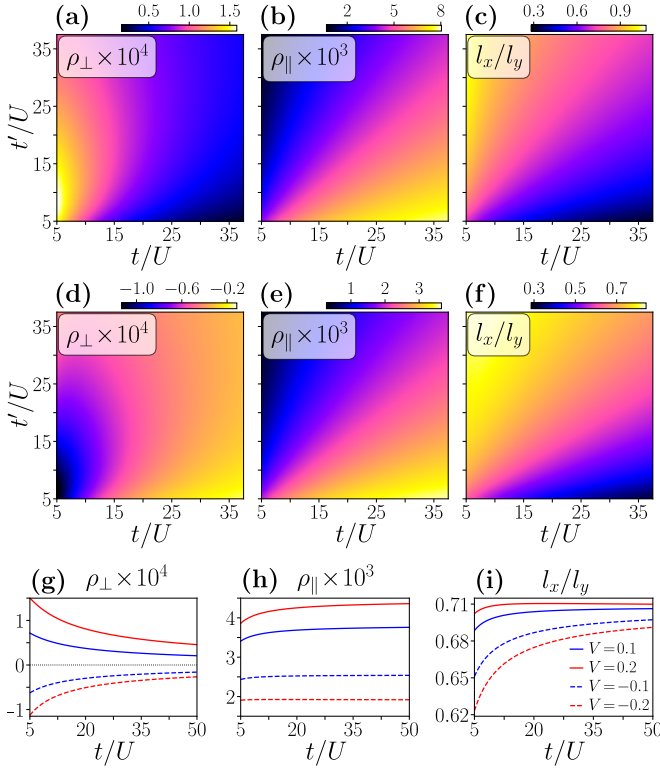 (a) 0.5 1.0 1.5
ρ⊥×10⁴
t′/U
35
25
15
5
5 15 25 35
t/U
(b) 2 5 8
ρ∥×10³
5 15 25 35
t/U
(c) 0.3 0.6 0.9
lx/ly
5 15 25 35
t/U
(d) −1.0 −0.6 −0.2
ρ⊥×10⁴
t′/U
35
25
15
5
5 15 25 35
t/U
(e) 1 2 3
ρ∥×10³
5 15 25 35
t/U
(f) 0.3 0.5 0.7
lx/ly
5 15 25 35
t/U
(g) ρ⊥×10⁴
1
0
-1
5 20 35 50
t/U
(h) ρ∥×10³
4
3
2
5 20 35 50
t/U
(i) lx/ly
0.71
0.68
0.65
0.62
V=0.1
V=0.2
V=−0.1
V=−0.2
5 20 35 50
t/U